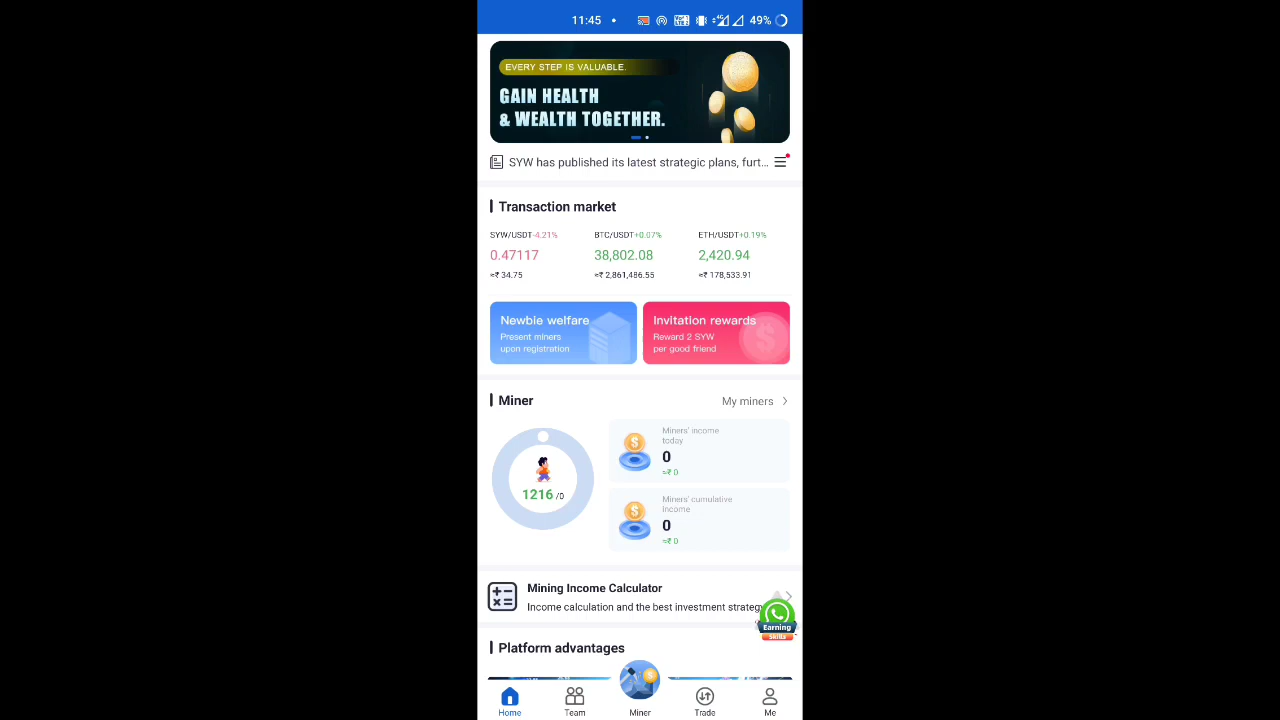 11:45
49%
EVERY STEP IS VALUABLE.
GAIN HEALTH
& WEALTH TOGETHER.
SYW has published its latest strategic plans, furt...
Transaction market
SYW/USDT-4.21%
BTC/USDT+0.07%
ETH/USDT+0.19%
0.47117
38,802.08
2,420.94
≈₹ 34.75
≈₹ 2,861,486.55
≈₹ 178,533.91
Newbie welfare
Present miners
upon registration
Invitation rewards
Reward 2 SYW
per good friend
Miner
My miners
1216 /0
Miners' income
today
0
≈₹ 0
Miners' cumulative
income
0
≈₹ 0
Mining Income Calculator
Income calculation and the best investment strateg
Earning
Skills
Platform advantages
Home
Team
Miner
Trade
Me